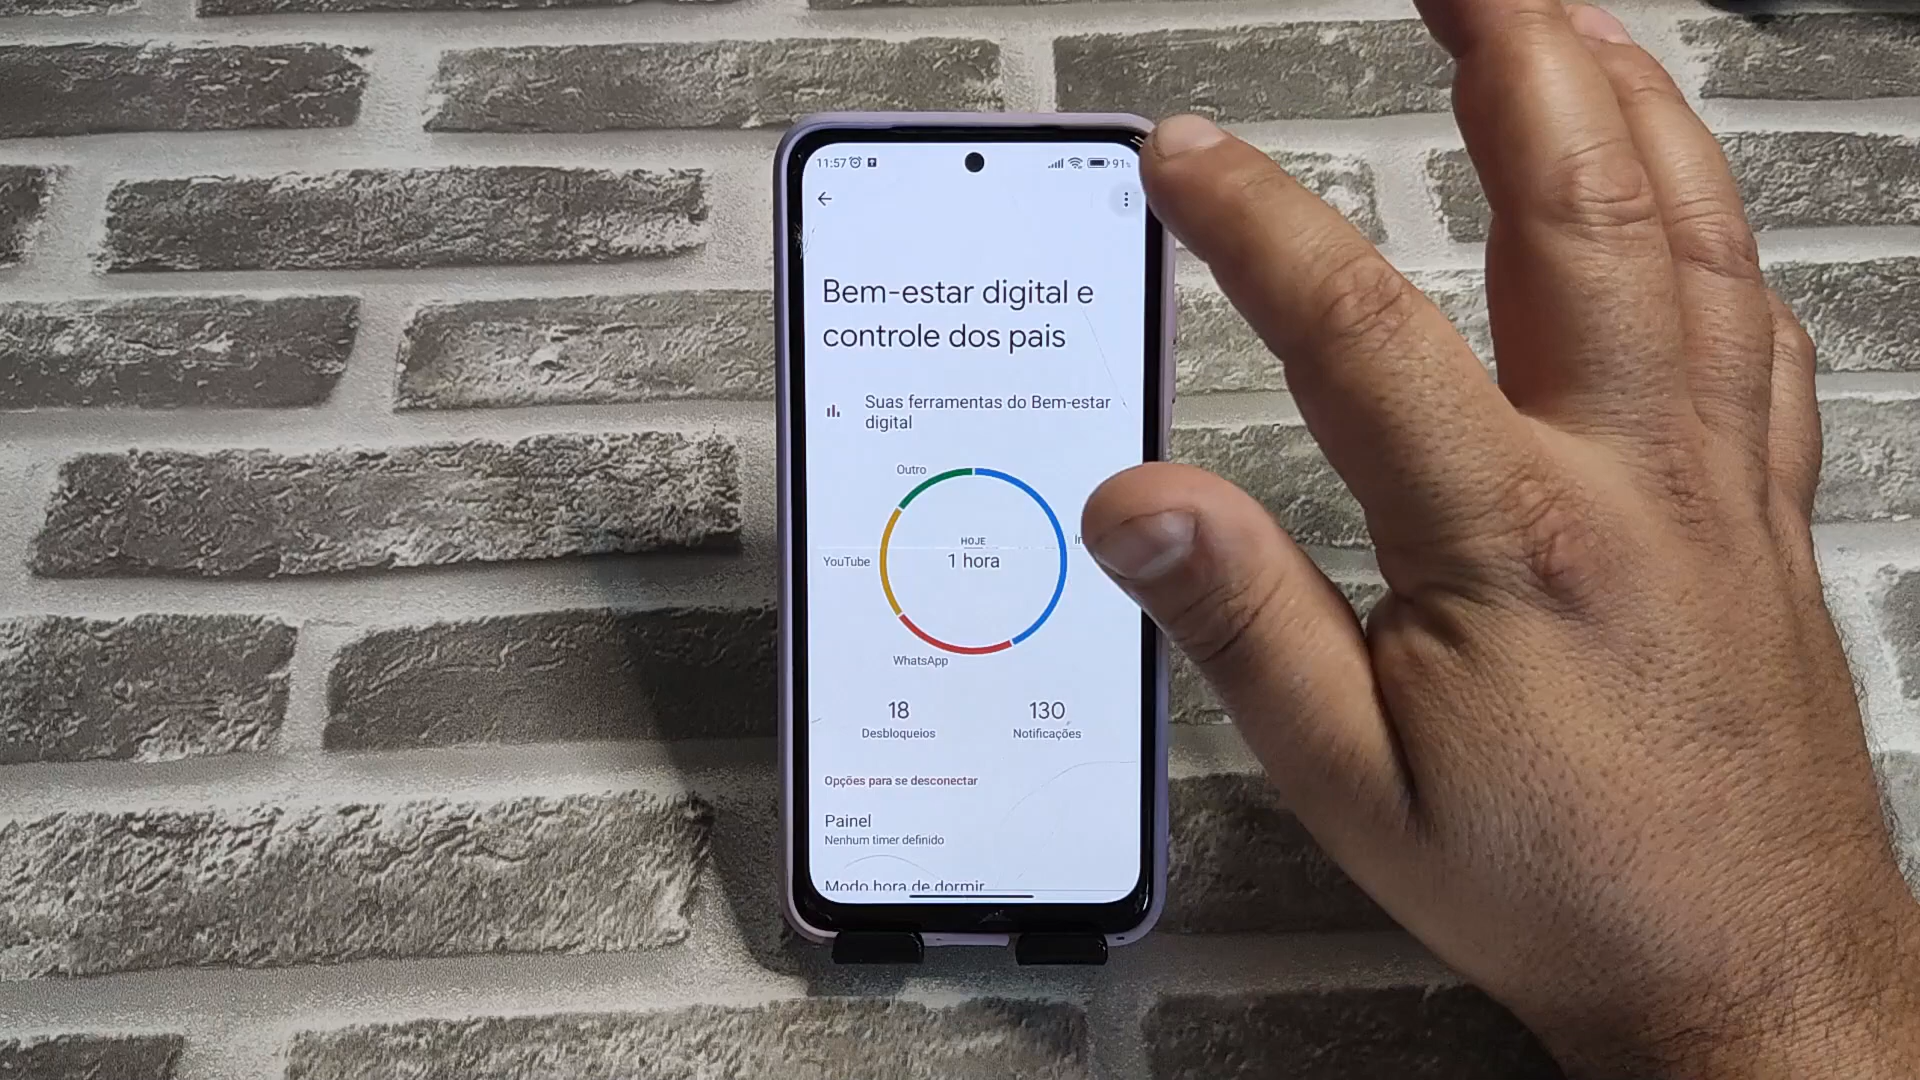 11:57
91%
Bem-estar digital e
controle dos pais
Suas ferramentas do Bem-estar
digital
Outro
HOJE
1 hora
YouTube
WhatsApp
18
Desbloqueios
130
Notificações
Opções para se desconectar
Painel
Nenhum timer definido
Modo hora de dormir